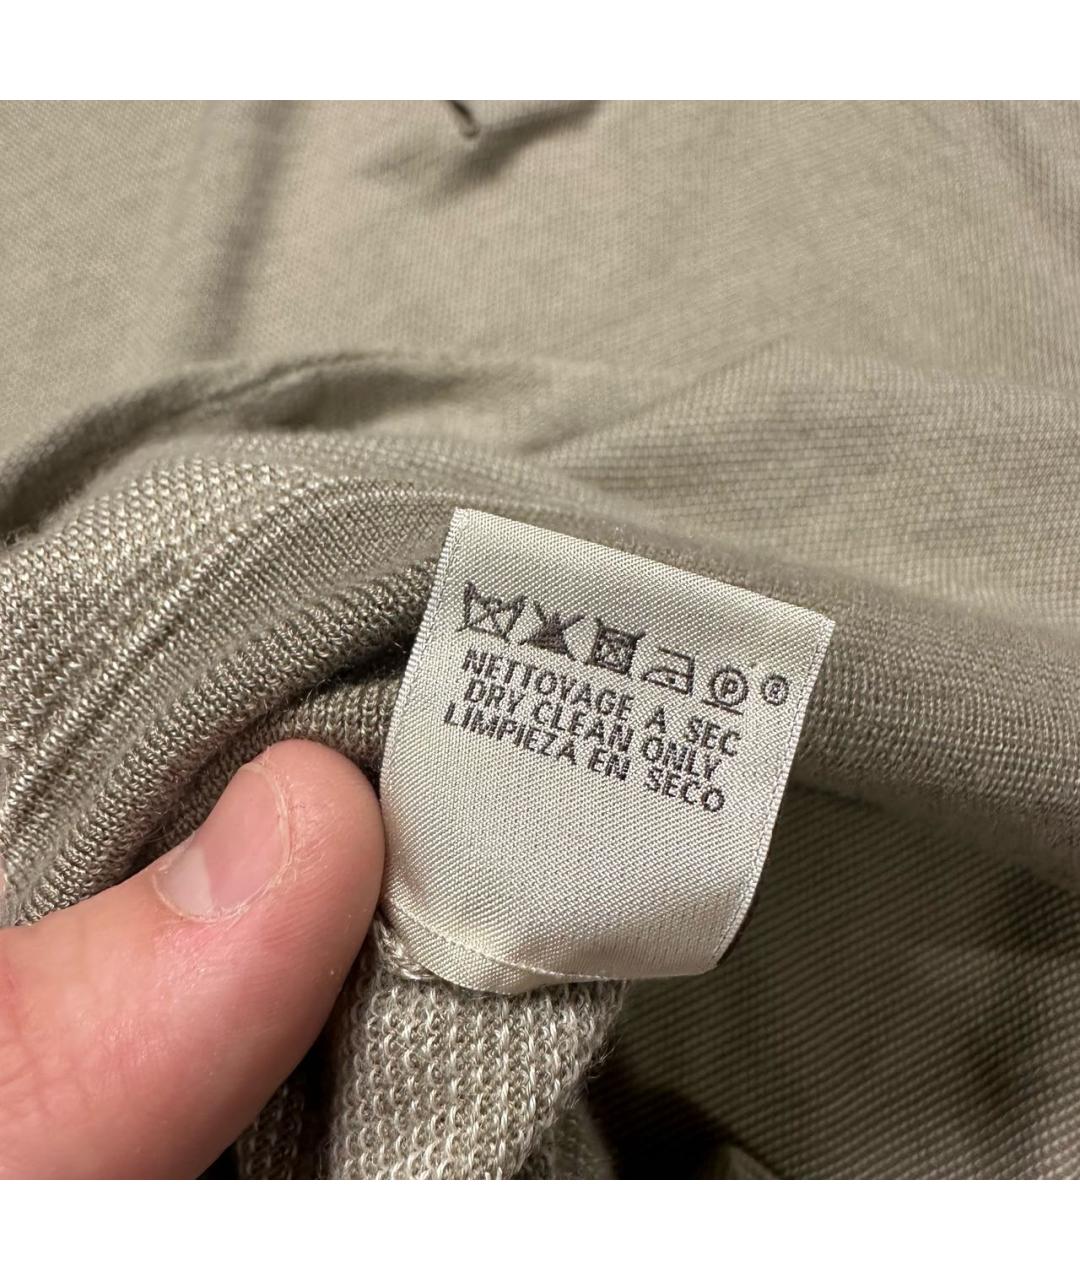 P ®
NETTOYAGE A SEC
DRY CLEAN ONLY
LIMPIEZA EN SECO